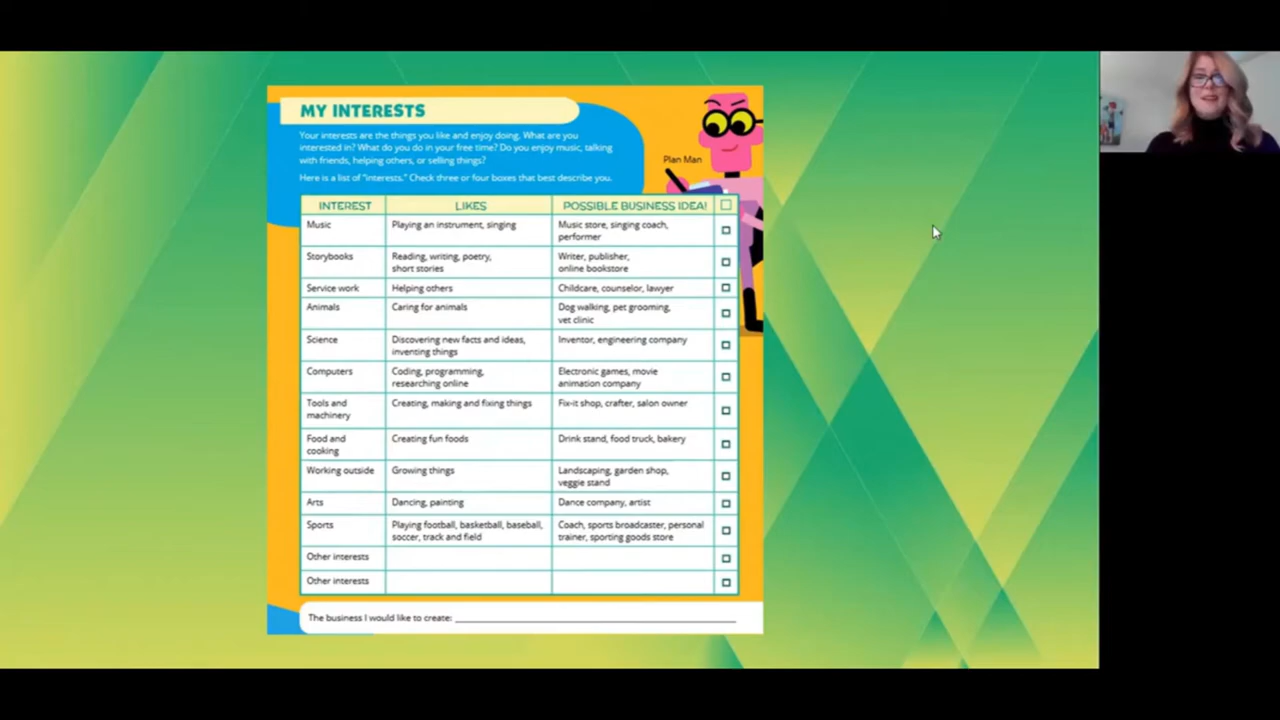 MY INTERESTS
Your interests are the things you like and enjoy doing. What are you
interested in? What do you do in your free time? Do you enjoy music, talking
with friends, helping others, or selling things?
Here is a list of "interests." Check three or four boxes that best describe you.
Plan Man
INTEREST LIKES POSSIBLE BUSINESS IDEA!
Music
Playing an instrument, singing
Music store, singing coach,
performer
Storybooks
Reading, writing, poetry,
short stories
Writer, publisher,
online bookstore
Service work
Helping others
Childcare, counselor, lawyer
Animals
Caring for animals
Dog walking, pet grooming,
vet clinic
Science
Discovering new facts and ideas,
inventing things
Inventor, engineering company
Computers
Coding, programming,
researching online
Electronic games, movie
animation company
Tools and
machinery
Creating, making and fixing things
Fix-it shop, crafter, salon owner
Food and
cooking
Creating fun foods
Drink stand, food truck, bakery
Working outside
Growing things
Landscaping, garden shop,
veggie stand
Arts
Dancing, painting
Dance company, artist
Sports
Playing football, basketball, baseball,
soccer, track and field
Coach, sports broadcaster, personal
trainer, sporting goods store
Other interests
Other interests
The business I would like to create: